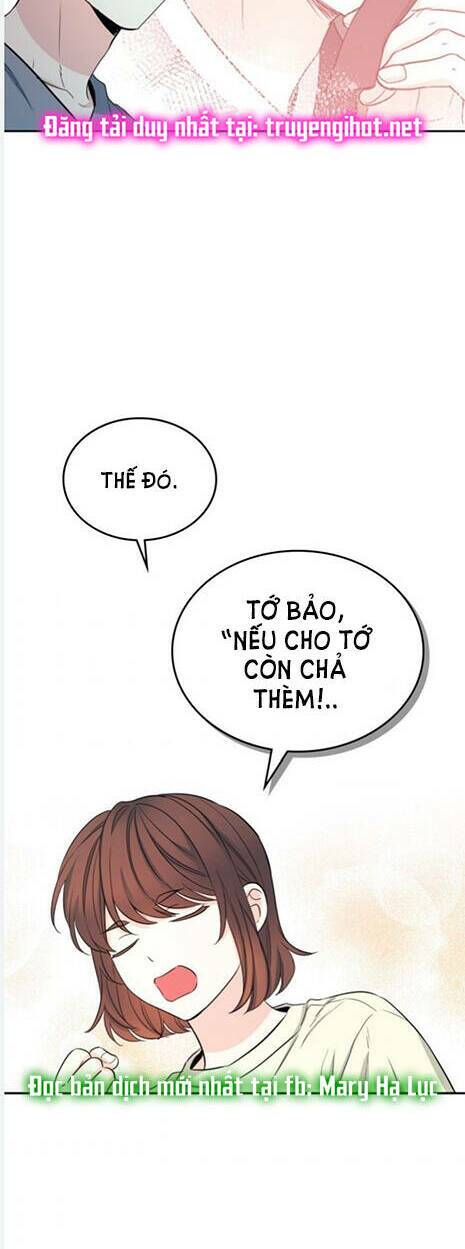 Đăng tải duy nhất tại: truyengihot.net
THẾ ĐÓ.
TỚ BẢO,
“NẾU CHO TỚ
CÒN CHẢ
THÈM!..
Đọc bản dịch mới nhất tại fb: Mary Hạ Lục